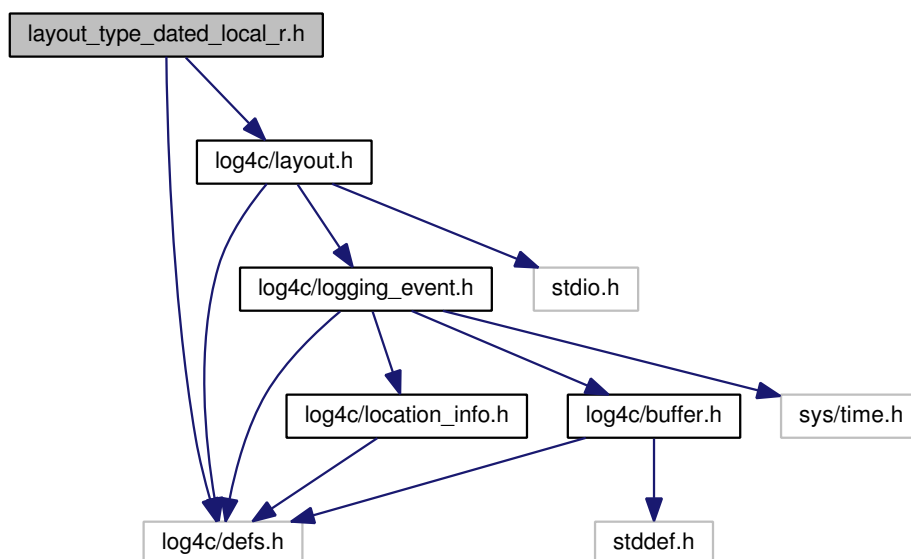 layout_type_dated_local_r.h
log4c/layout.h
log4c/logging_event.h
stdio.h
log4c/location_info.h
log4c/buffer.h
sys/time.h
log4c/defs.h
stddef.h